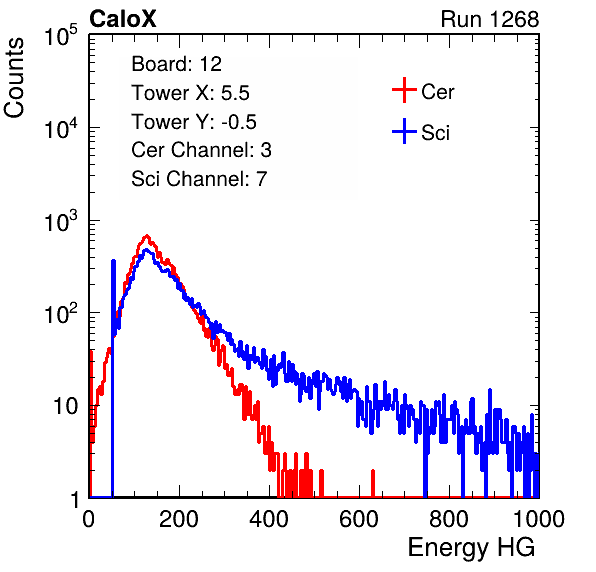 CaloX Run 1268
Counts
Board: 12
Tower X: 5.5
Tower Y: -0.5
Cer Channel: 3
Sci Channel: 7
Cer
Sci
10^5
10^4
10^3
10^2
10
1
0 200 400 600 800 1000
Energy HG